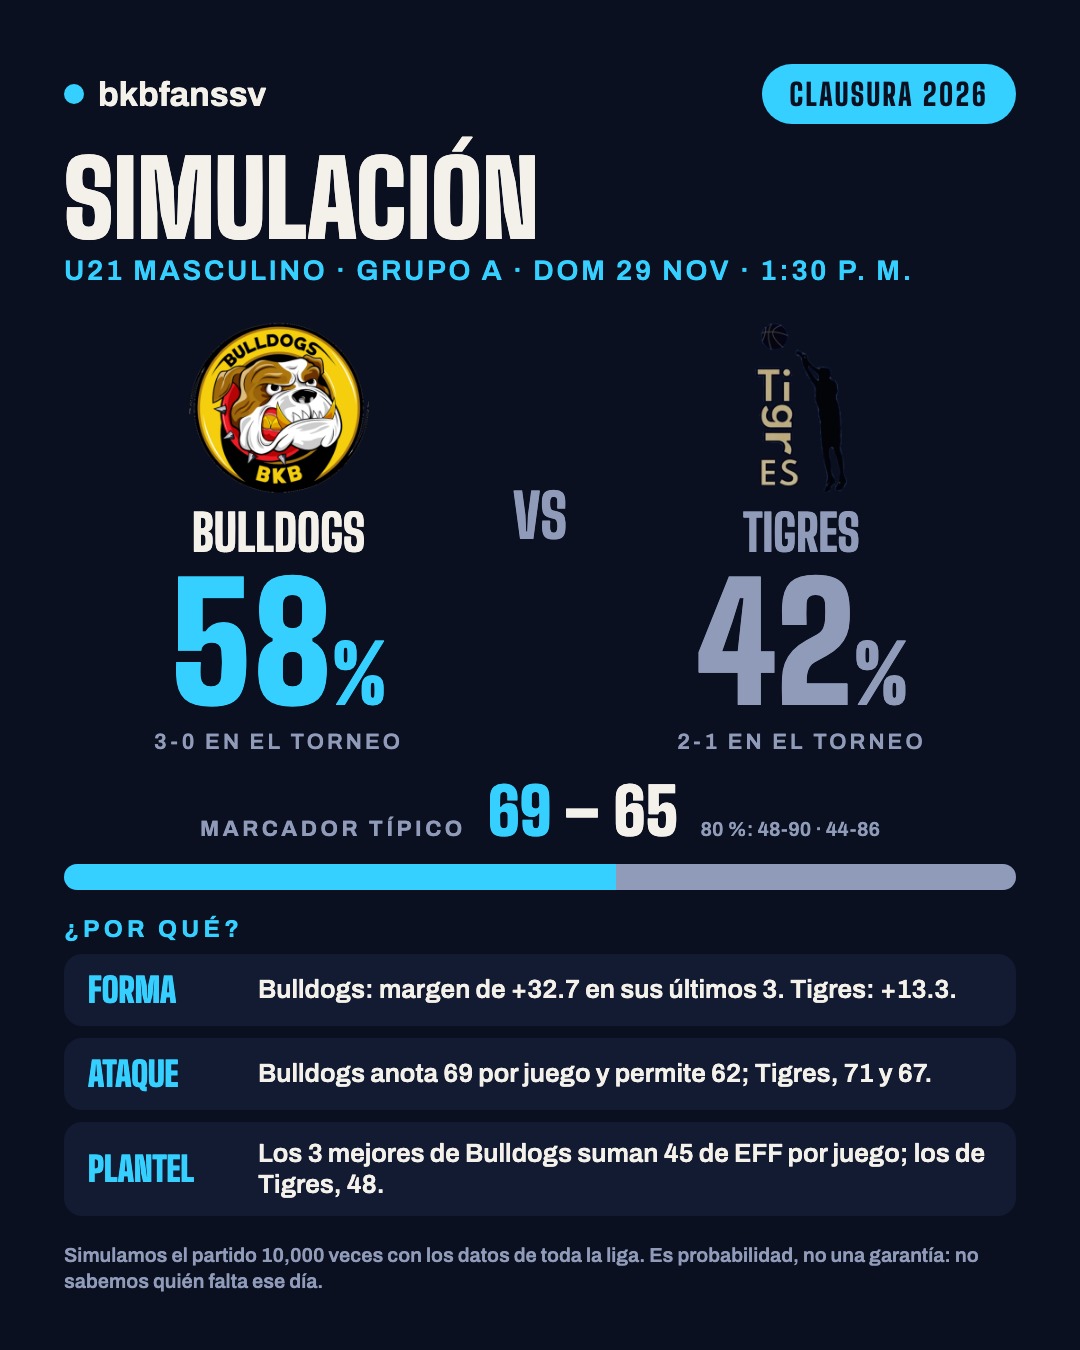 bkbfanssv
CLAUSURA 2026
SIMULACIÓN
U21 MASCULINO · GRUPO A · DOM 29 NOV · 1:30 P. M.
BULLDOGS
BKB
Tigr
ES
BULLDOGS
VS
TIGRES
58%
42%
3-0 EN EL TORNEO
2-1 EN EL TORNEO
MARCADOR TÍPICO 69 – 65 80 %: 48-90 · 44-86
¿POR QUÉ?
FORMA Bulldogs: margen de +32.7 en sus últimos 3. Tigres: +13.3.
ATAQUE Bulldogs anota 69 por juego y permite 62; Tigres, 71 y 67.
PLANTEL Los 3 mejores de Bulldogs suman 45 de EFF por juego; los de
Tigres, 48.
Simulamos el partido 10,000 veces con los datos de toda la liga. Es probabilidad, no una garantía: no
sabemos quién falta ese día.